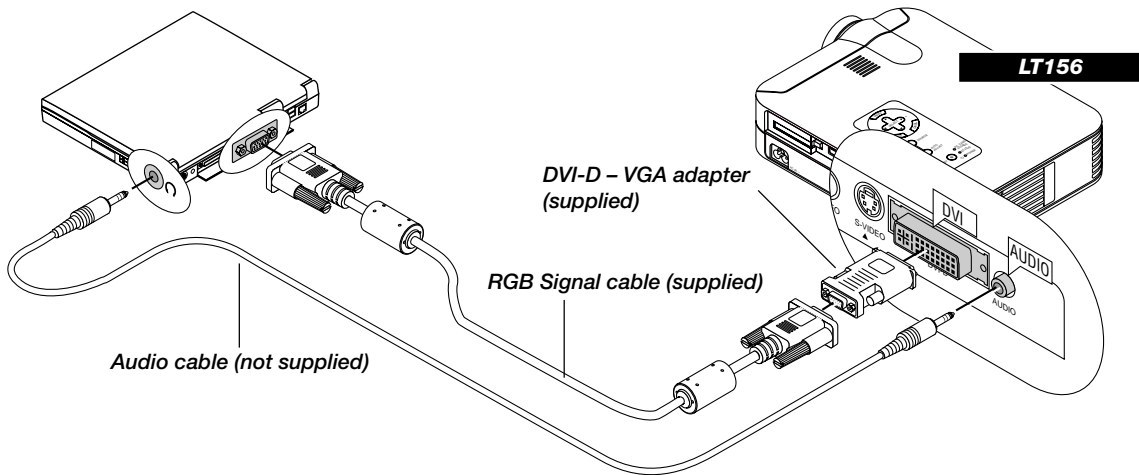 LT156
DVI-D – VGA adapter
(supplied)
DVI
S-VIDEO
AUDIO
AUDIO
RGB Signal cable (supplied)
Audio cable (not supplied)